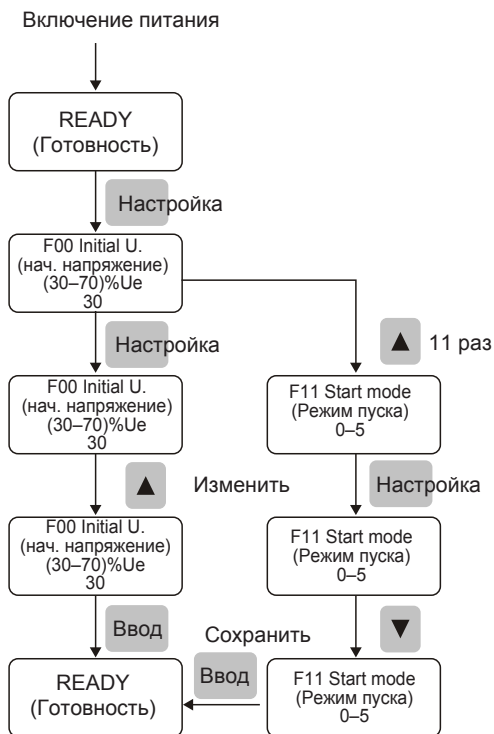 Включение питания
READY
(Готовность)
Настройка
F00 Initial U.
(нач. напряжение)
(30–70)%Ue
30
▲ 11 раз
Настройка
F00 Initial U.
(нач. напряжение)
(30–70)%Ue
30
F11 Start mode
(Режим пуска)
0–5
▲ Изменить
Настройка
F00 Initial U.
(нач. напряжение)
(30–70)%Ue
30
F11 Start mode
(Режим пуска)
0–5
Ввод
▼
Сохранить
READY
(Готовность)
Ввод
F11 Start mode
(Режим пуска)
0–5